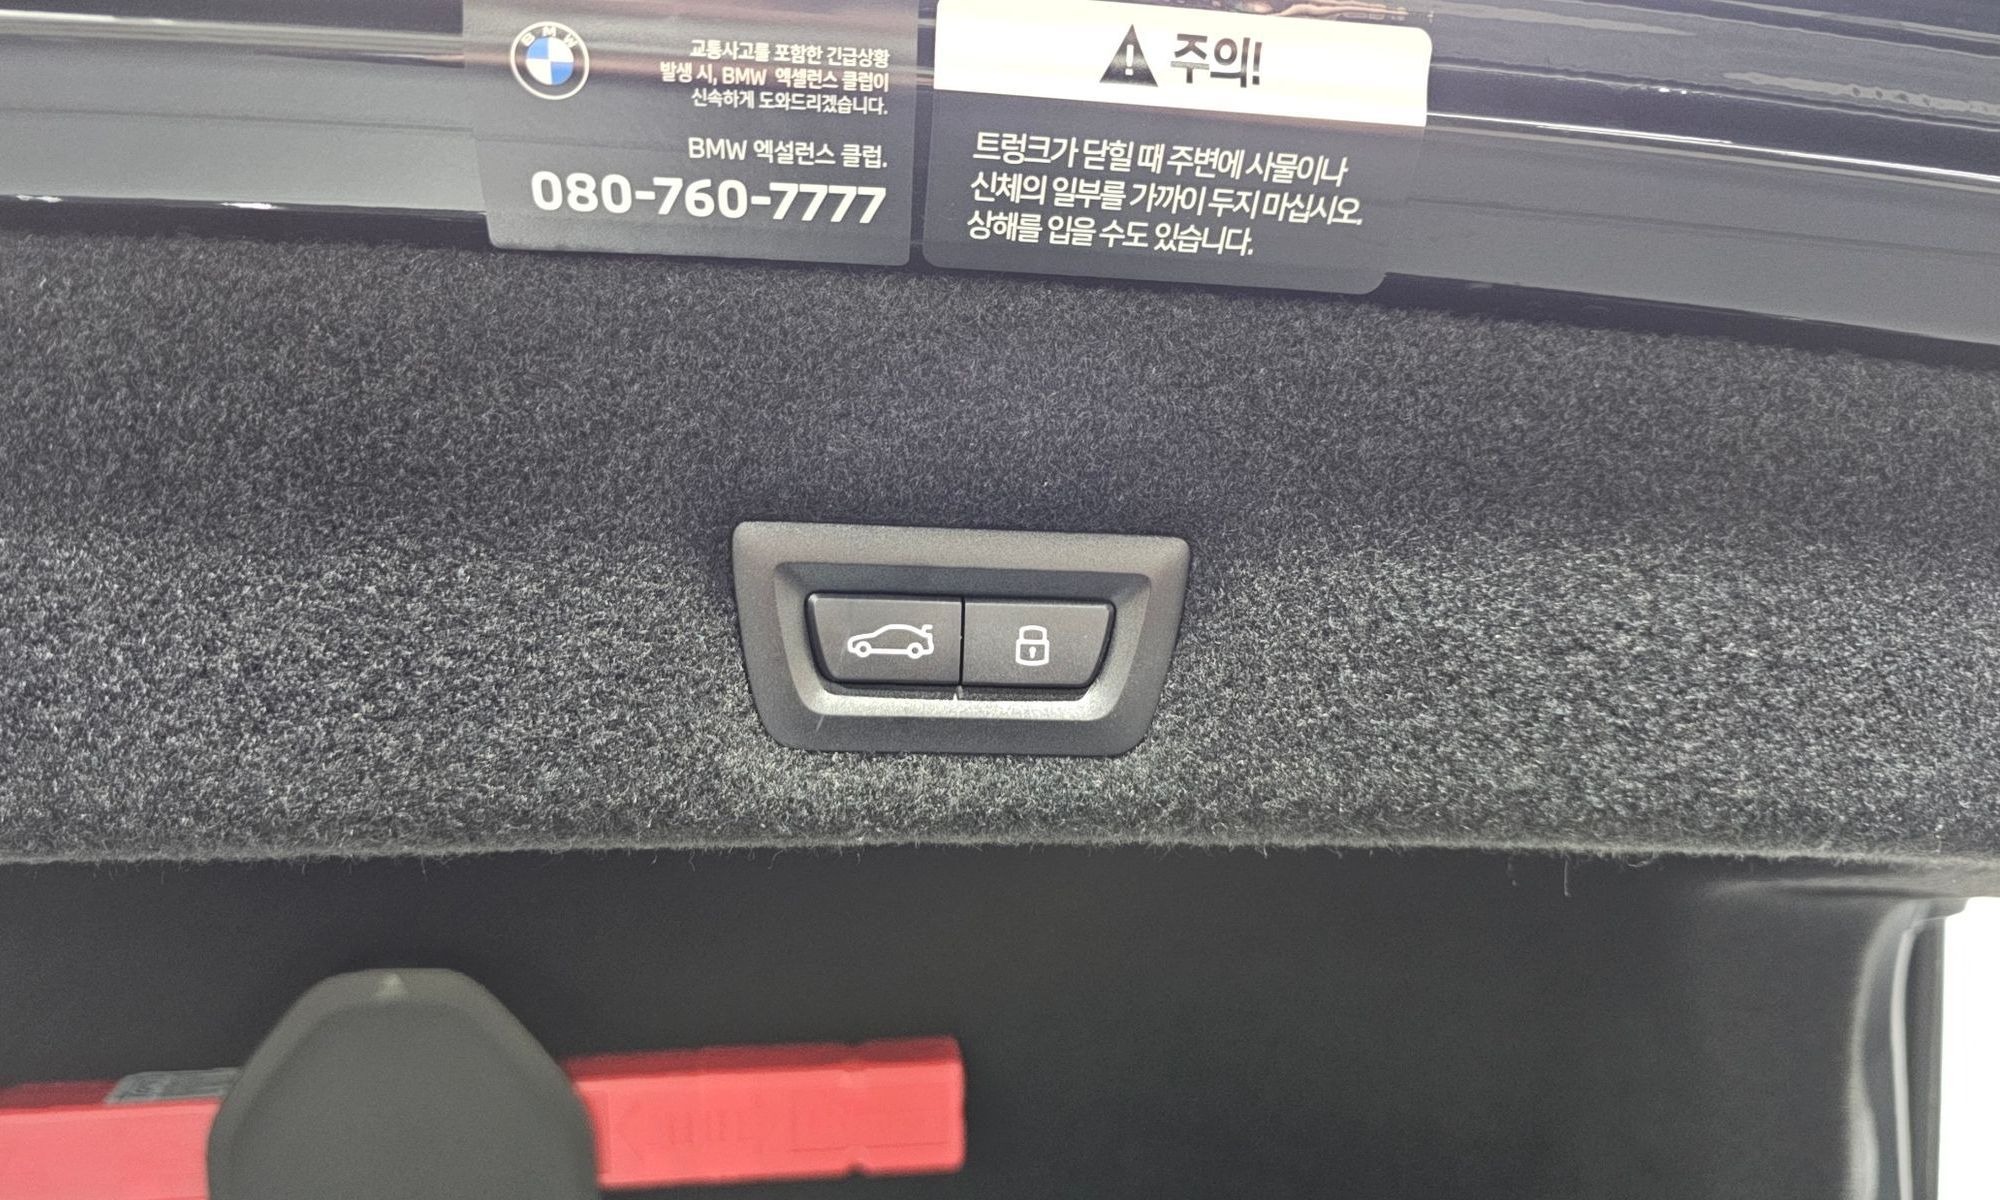 BMW
교통사고를 포함한 긴급상황
발생 시, BMW 엑셀런스 클럽이
신속하게 도와드리겠습니다.
BMW 엑설런스 클럽.
080-760-7777
주의!
트렁크가 닫힐 때 주변에 사물이나
신체의 일부를 가까이 두지 마십시오.
상해를 입을 수도 있습니다.